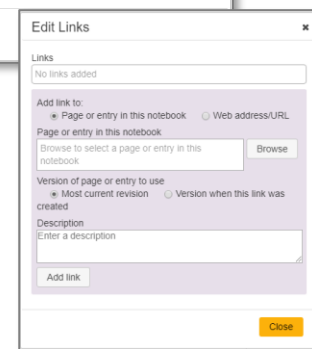 Edit Links
Links
No links added
Add link to:
Page or entry in this notebook Web address/URL
Page or entry in this notebook
Browse to select a page or entry in this
notebook
Browse
Version of page or entry to use
Most current revision Version when this link was
created
Description
Enter a description
Add link
Close